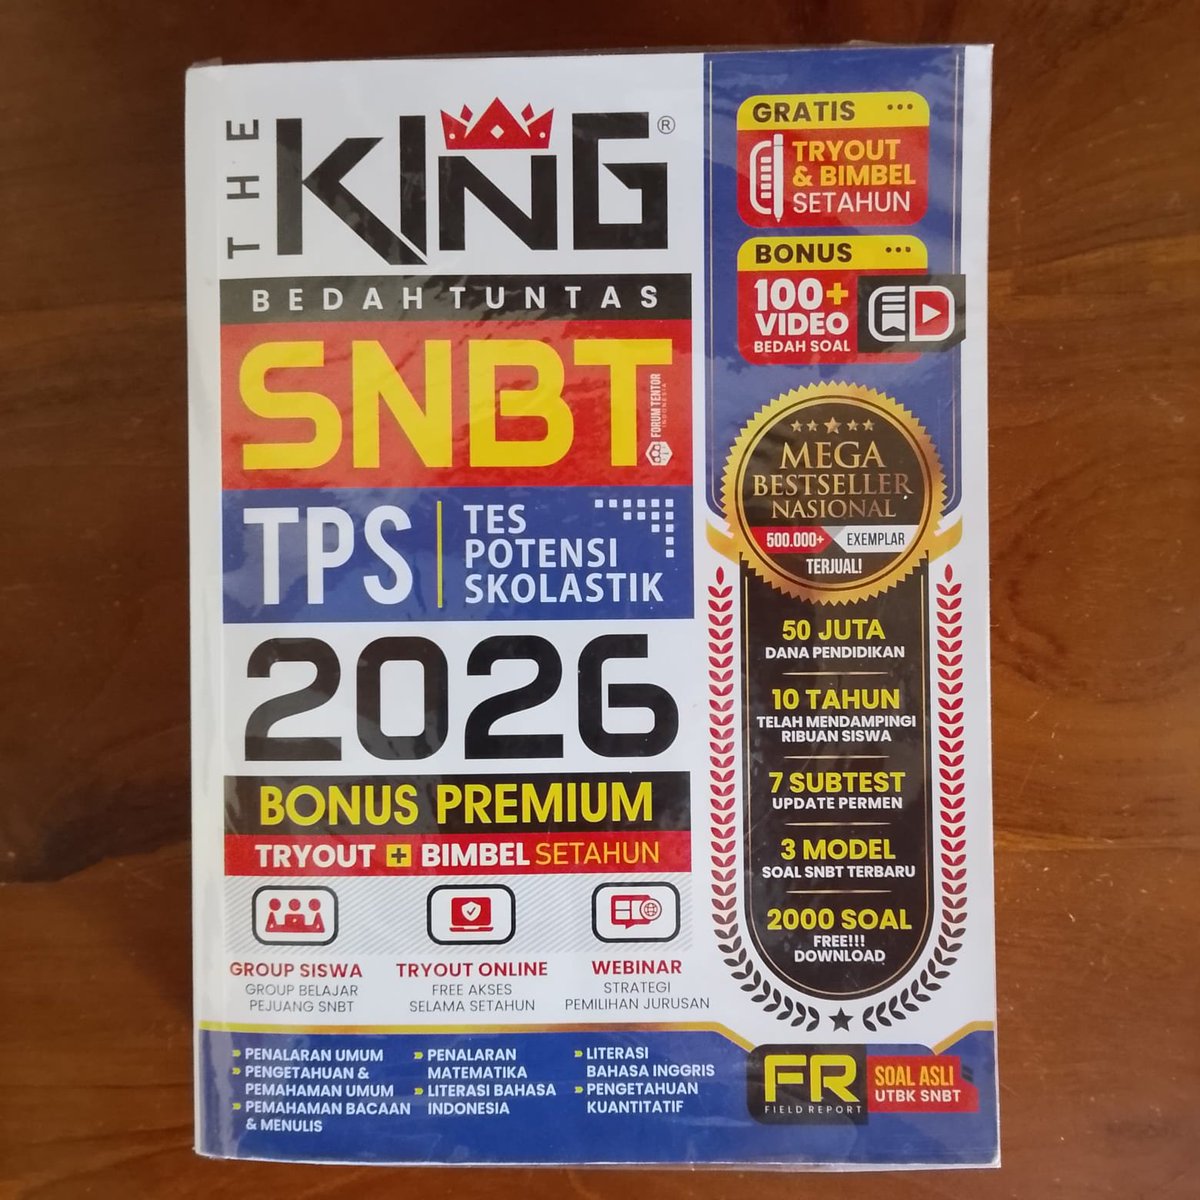 THE
KING®
BEDAH TUNTAS
SNBT
FORUM TENTOR
INDONESIA
TPS
TES
POTENSI
SKOLASTIK
2026
BONUS PREMIUM
TRYOUT + BIMBEL SETAHUN
GROUP SISWA
GROUP BELAJAR
PEJUANG SNBT
TRYOUT ONLINE
FREE AKSES
SELAMA SETAHUN
WEBINAR
STRATEGI
PEMILIHAN JURUSAN
GRATIS
TRYOUT
& BIMBEL
SETAHUN
BONUS
100+
VIDEO
BEDAH SOAL
MEGA
BESTSELLER
NASIONAL
500.000+ EXEMPLAR
TERJUAL!
50 JUTA
DANA PENDIDIKAN
10 TAHUN
TELAH MENDAMPINGI
RIBUAN SISWA
7 SUBTEST
UPDATE PERMEN
3 MODEL
SOAL SNBT TERBARU
2000 SOAL
FREE!!!
DOWNLOAD
» PENALARAN UMUM
» PENGETAHUAN &
PEMAHAMAN UMUM
» PEMAHAMAN BACAAN
& MENULIS
» PENALARAN
MATEMATIKA
» LITERASI BAHASA
INDONESIA
» LITERASI
BAHASA INGGRIS
» PENGETAHUAN
KUANTITATIF
FR
FIELD REPORT
SOAL ASLI
UTBK SNBT